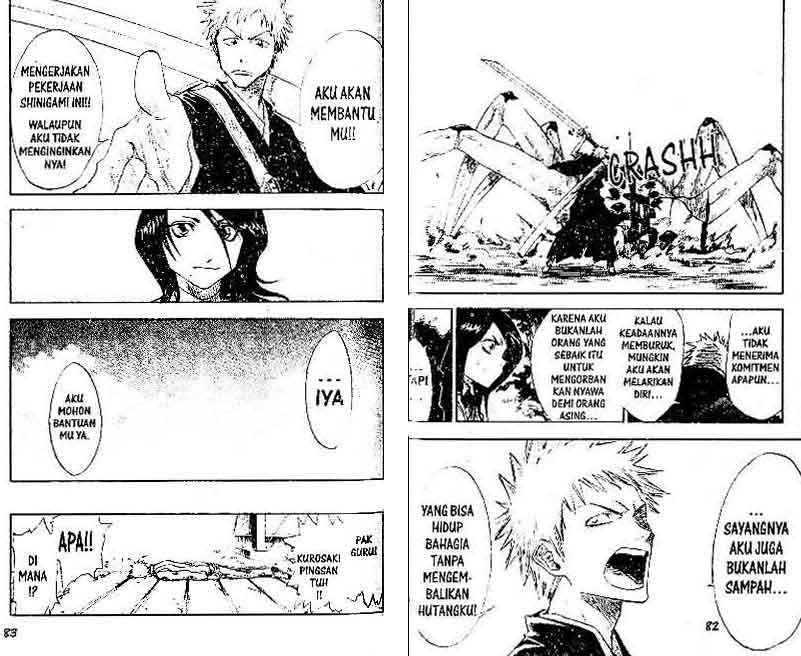 CRASHH
...AKU
TIDAK
MENERIMA
KOMITMEN
APAPUN...
KALAU
KEADAANNYA
MEMBURUK,
MUNGKIN
AKU AKAN
MELARIKAN
DIRI...
KARENA AKU
BUKANLAH
ORANG YANG
SEBAIK ITU
UNTUK
MENGORBAN
KAN NYAWA
DEMI ORANG
ASING...
...
TAPI
...
SAYANGNYA
AKU JUGA
BUKANLAH
SAMPAH...
YANG BISA
HIDUP
BAHAGIA
TANPA
MENGEM-
BALIKAN
HUTANGKU!
82
AKU AKAN
MEMBANTU
MU!!
MENGERJAKAN
PEKERJAAN
SHINIGAMI INI!!
WALAUPUN
AKU TIDAK
MENGINGINKAN
NYA!
...
IYA
AKU
MOHON
BANTUAN
MU YA.
PAK
GURU!
KUROSAKI
PINGSAN
TUH
!!
APA!!
DI
MANA
!?
83